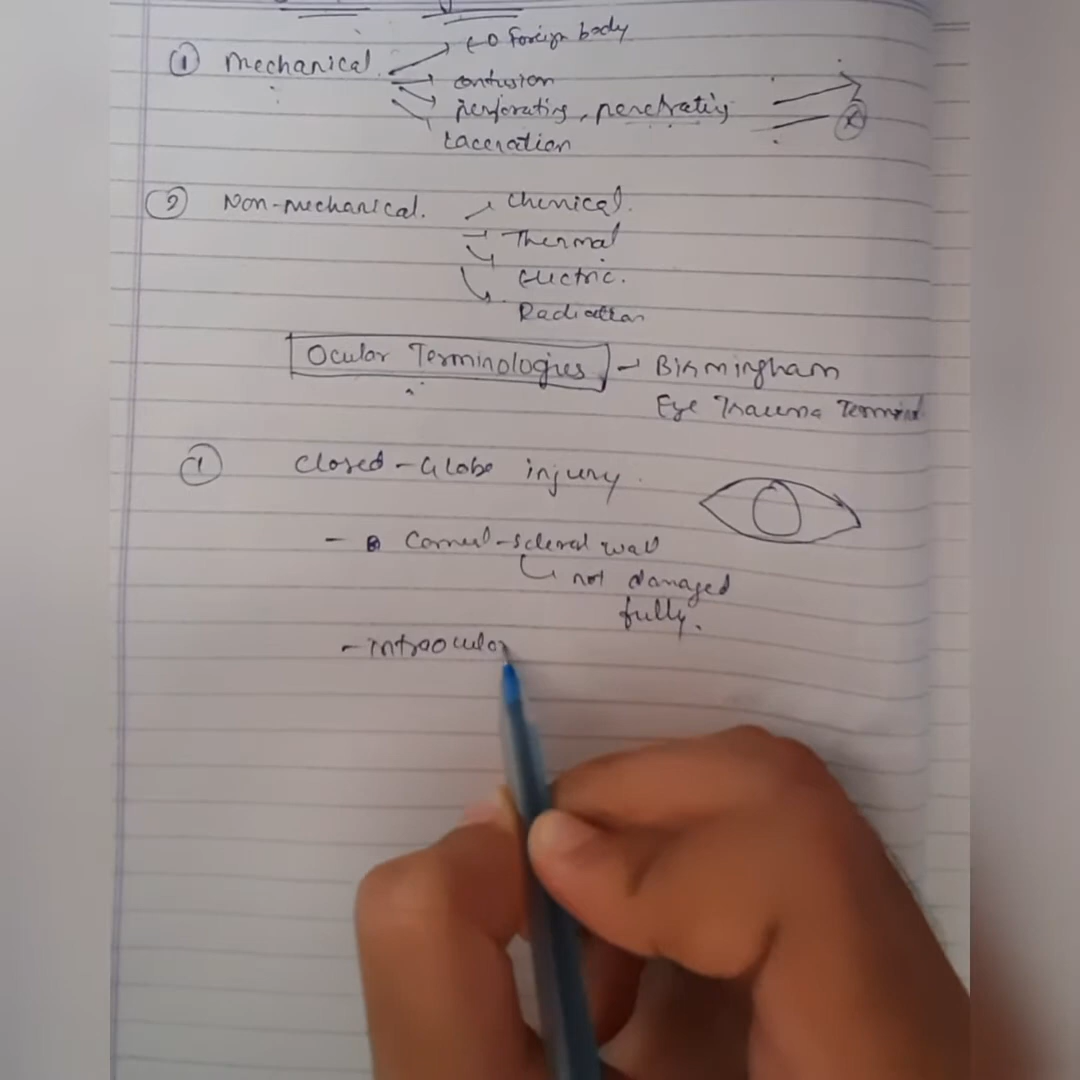 ① Mechanical
Foreign body
contusion
perforating, penetrating
Laceration
② Non-mechanical.
Chemical.
Thermal
Electric.
Radiation
Ocular Terminologies - Birmingham
Eye Trauma Terminol
① Closed-Globe injury.
- Corneal-scleral wall
not damaged
fully.
- intraocular